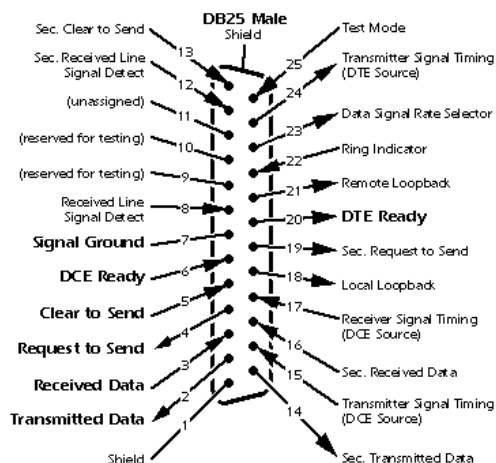 DB25 Male
Shield
Sec. Clear to Send
13
Sec. Received Line
Signal Detect
12
(unassigned)
11
(reserved for testing)
10
(reserved for testing)
9
Received Line
Signal Detect
8
Signal Ground
7
DCE Ready
6
Clear to Send
5
Request to Send
4
Received Data
3
Transmitted Data
2
Shield
1
Test Mode
25
Transmitter Signal Timing
(DTE Source)
24
Data Signal Rate Selector
23
Ring Indicator
22
Remote Loopback
21
DTE Ready
20
Sec. Request to Send
19
Local Loopback
18
Receiver Signal Timing
(DCE Source)
17
Sec. Received Data
16
Transmitter Signal Timing
(DCE Source)
15
Sec. Transmitted Data
14